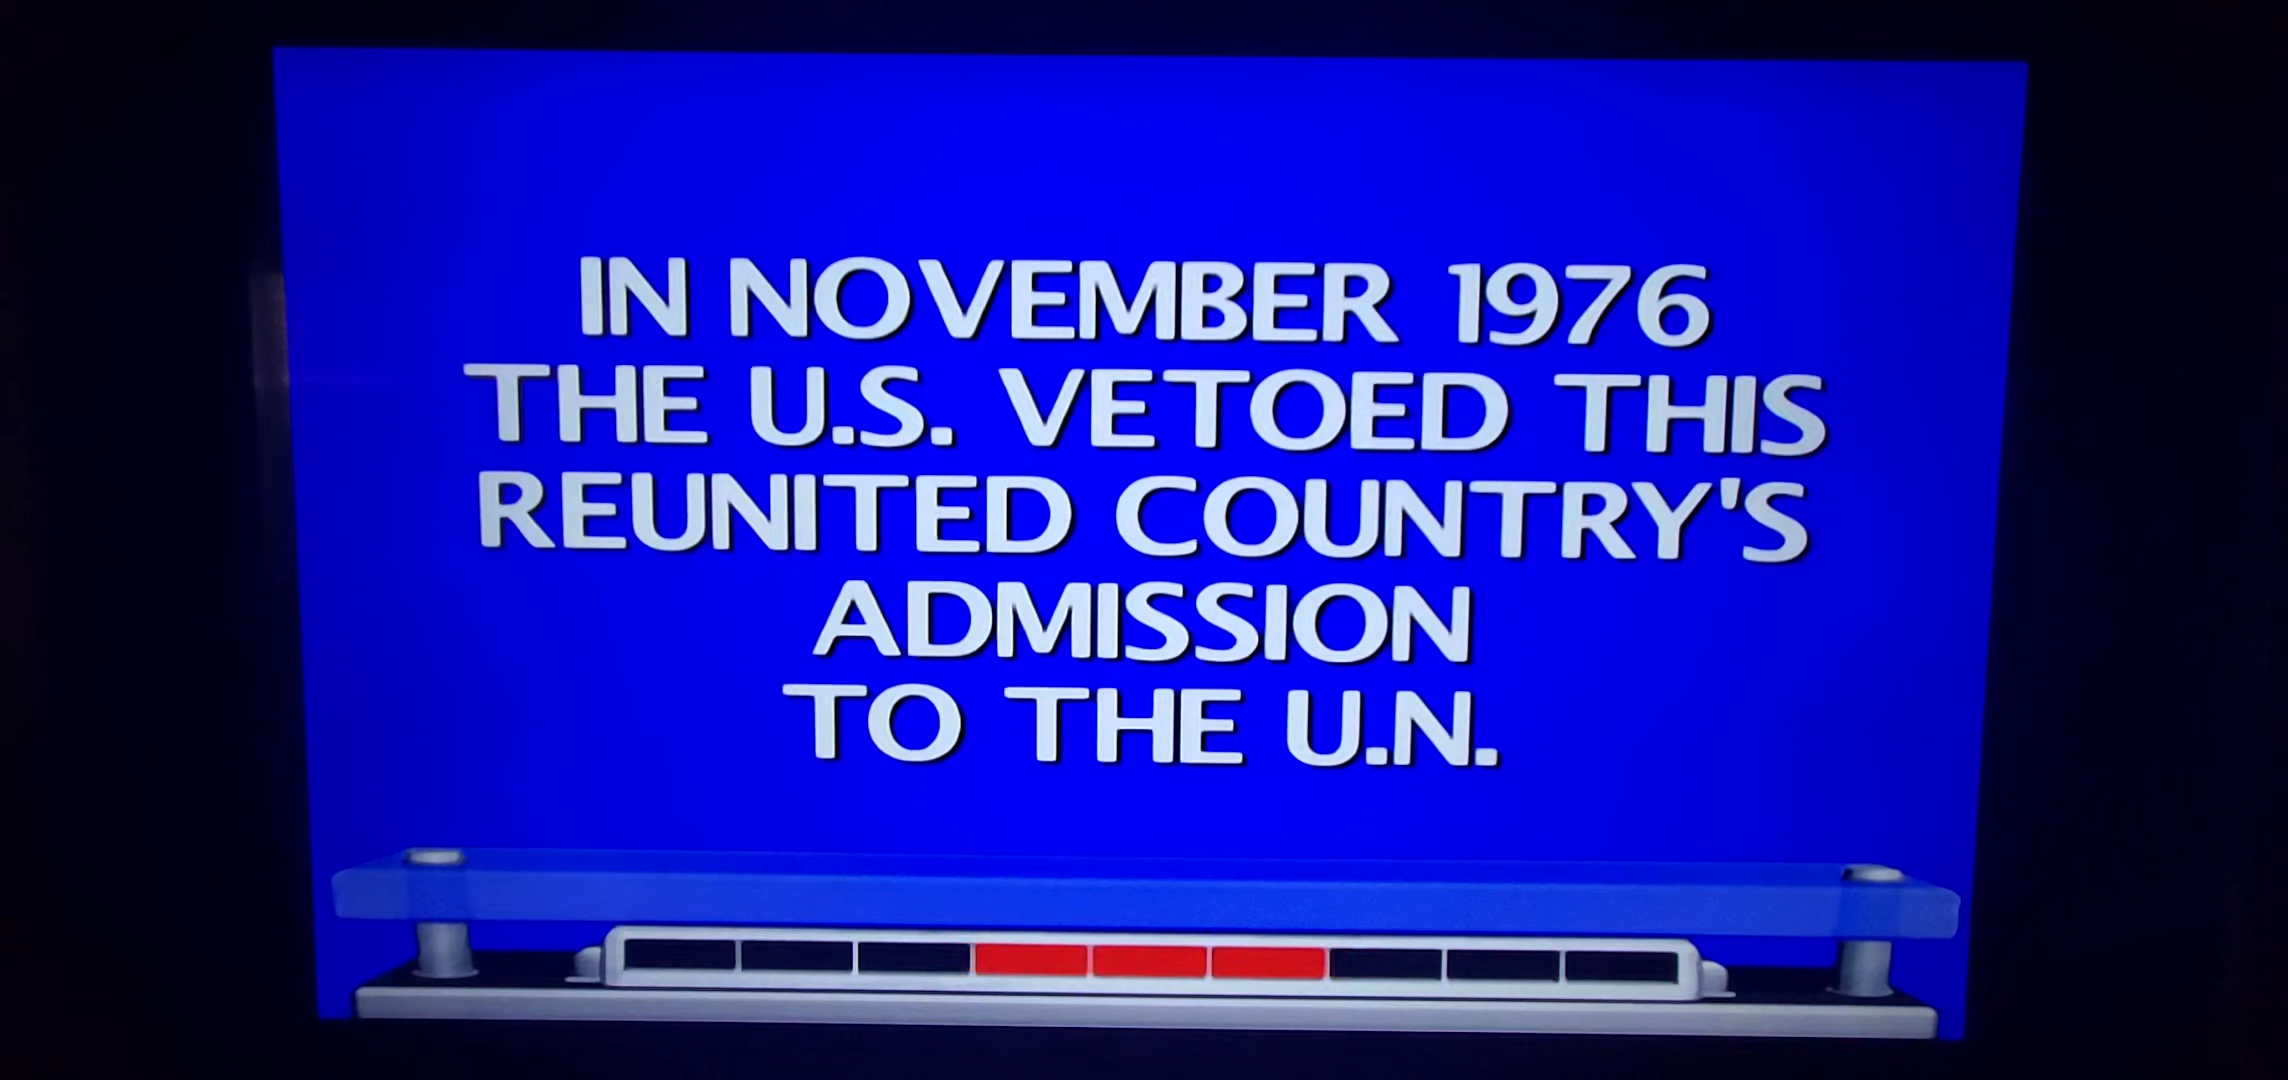 IN NOVEMBER 1976
THE U.S. VETOED THIS
REUNITED COUNTRY'S
ADMISSION
TO THE U.N.